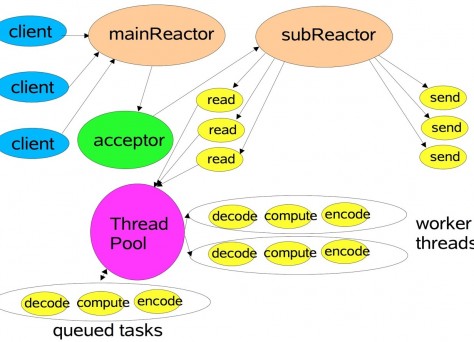 client
mainReactor
subReactor
client
read
send
read
send
client
acceptor
read
send
Thread
Pool
decode compute encode
worker
threads
decode compute encode
decode compute encode
queued tasks